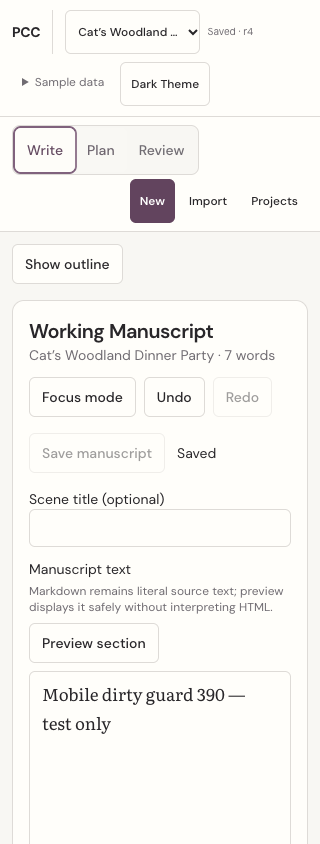 PCC
Cat's Woodland ...
Saved · r4
Sample data
Dark Theme
Write
Plan
Review
New
Import
Projects
Show outline
Working Manuscript
Cat's Woodland Dinner Party · 7 words
Focus mode
Undo
Redo
Save manuscript
Saved
Scene title (optional)
Manuscript text
Markdown remains literal source text; preview
displays it safely without interpreting HTML.
Preview section
Mobile dirty guard 390 —
test only